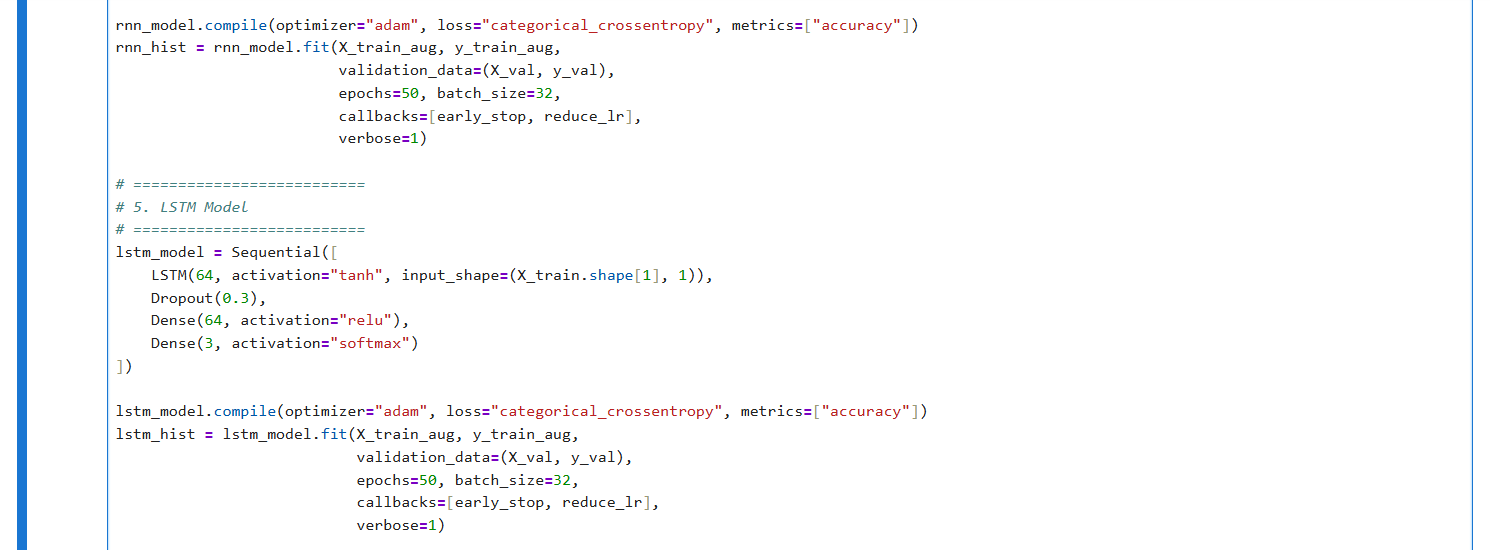 rnn_model.compile(optimizer="adam", loss="categorical_crossentropy", metrics=["accuracy"])
rnn_hist = rnn_model.fit(X_train_aug, y_train_aug,
                         validation_data=(X_val, y_val),
                         epochs=50, batch_size=32,
                         callbacks=[early_stop, reduce_lr],
                         verbose=1)

# ==========================
# 5. LSTM Model
# ==========================
lstm_model = Sequential([
    LSTM(64, activation="tanh", input_shape=(X_train.shape[1], 1)),
    Dropout(0.3),
    Dense(64, activation="relu"),
    Dense(3, activation="softmax")
])

lstm_model.compile(optimizer="adam", loss="categorical_crossentropy", metrics=["accuracy"])
lstm_hist = lstm_model.fit(X_train_aug, y_train_aug,
                           validation_data=(X_val, y_val),
                           epochs=50, batch_size=32,
                           callbacks=[early_stop, reduce_lr],
                           verbose=1)